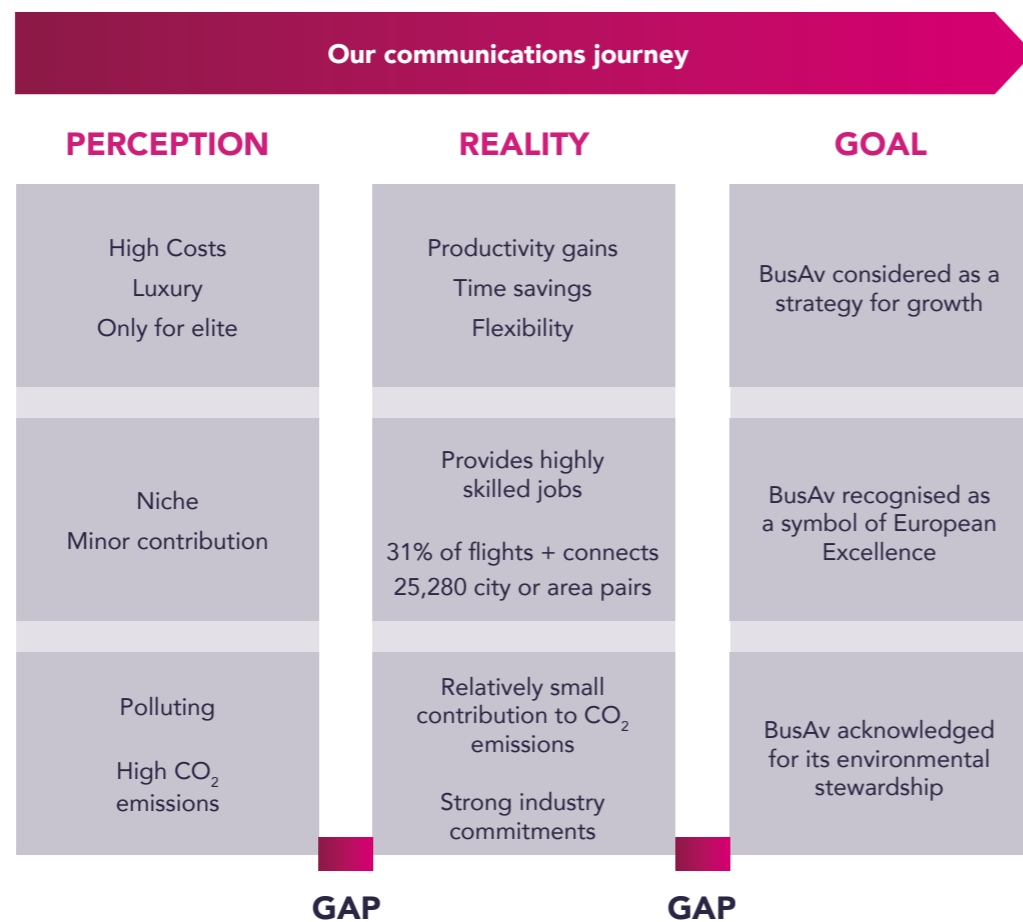 Our communications journey
PERCEPTION
REALITY
GOAL
High Costs
Luxury
Only for elite
Productivity gains
Time savings
Flexibility
BusAv considered as a
strategy for growth
Niche
Minor contribution
Provides highly
skilled jobs
31% of flights + connects
25,280 city or area pairs
BusAv recognised as
a symbol of European
Excellence
Polluting
High CO₂
emissions
Relatively small
contribution to CO₂
emissions
Strong industry
commitments
BusAv acknowledged
for its environmental
stewardship
GAP
GAP